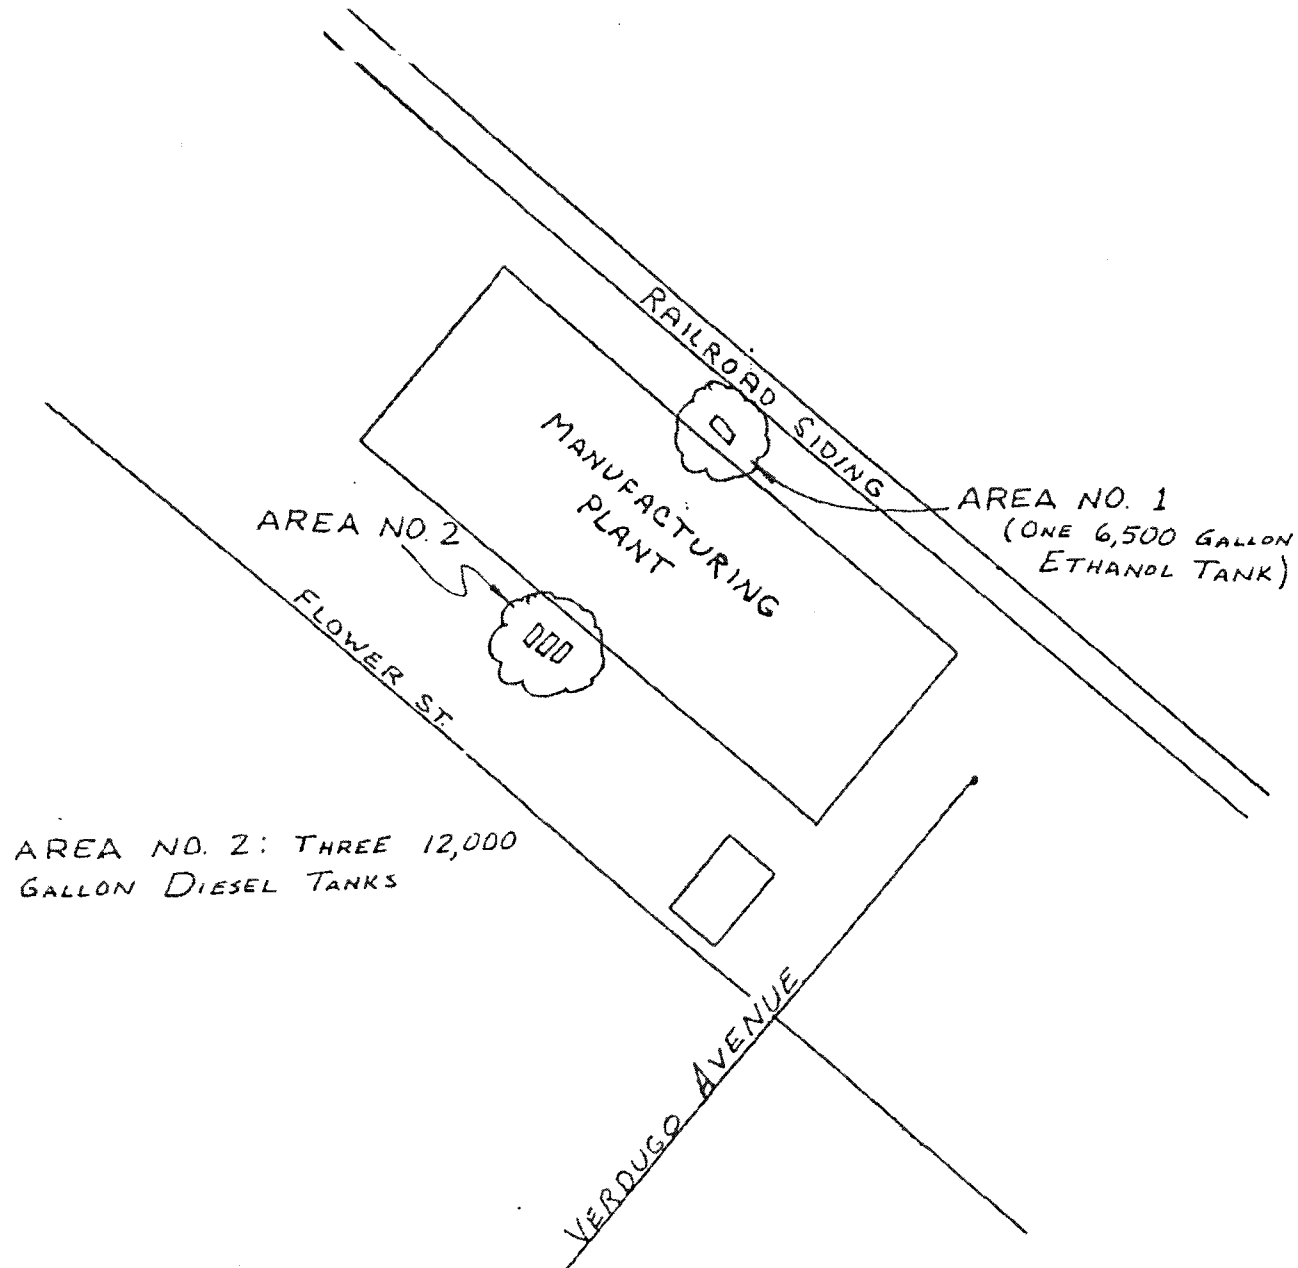 RAILROAD SIDING
MANUFACTURING
PLANT
AREA NO. 1
(ONE 6,500 GALLON
ETHANOL TANK)
AREA NO. 2
FLOWER ST.
AREA NO. 2: THREE 12,000
GALLON DIESEL TANKS
VERDUGO AVENUE